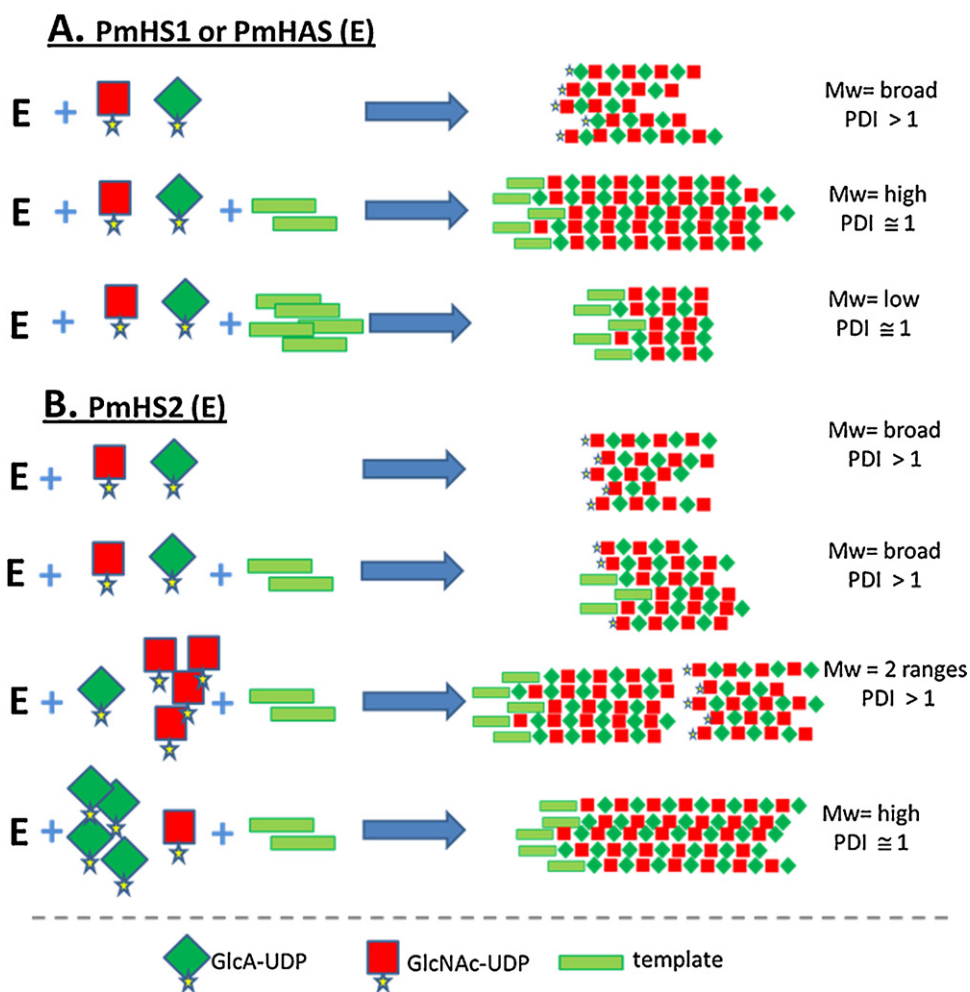 A. PmHS1 or PmHAS (E)
E + + Mw= broad
PDI > 1
E + + Mw= high
PDI ≅ 1
E + + Mw= low
PDI ≅ 1
B. PmHS2 (E)
E + Mw= broad
PDI > 1
E + + Mw= broad
PDI > 1
E + + Mw = 2 ranges
PDI > 1
E + + Mw= high
PDI ≅ 1
GlcA-UDP GlcNAc-UDP template